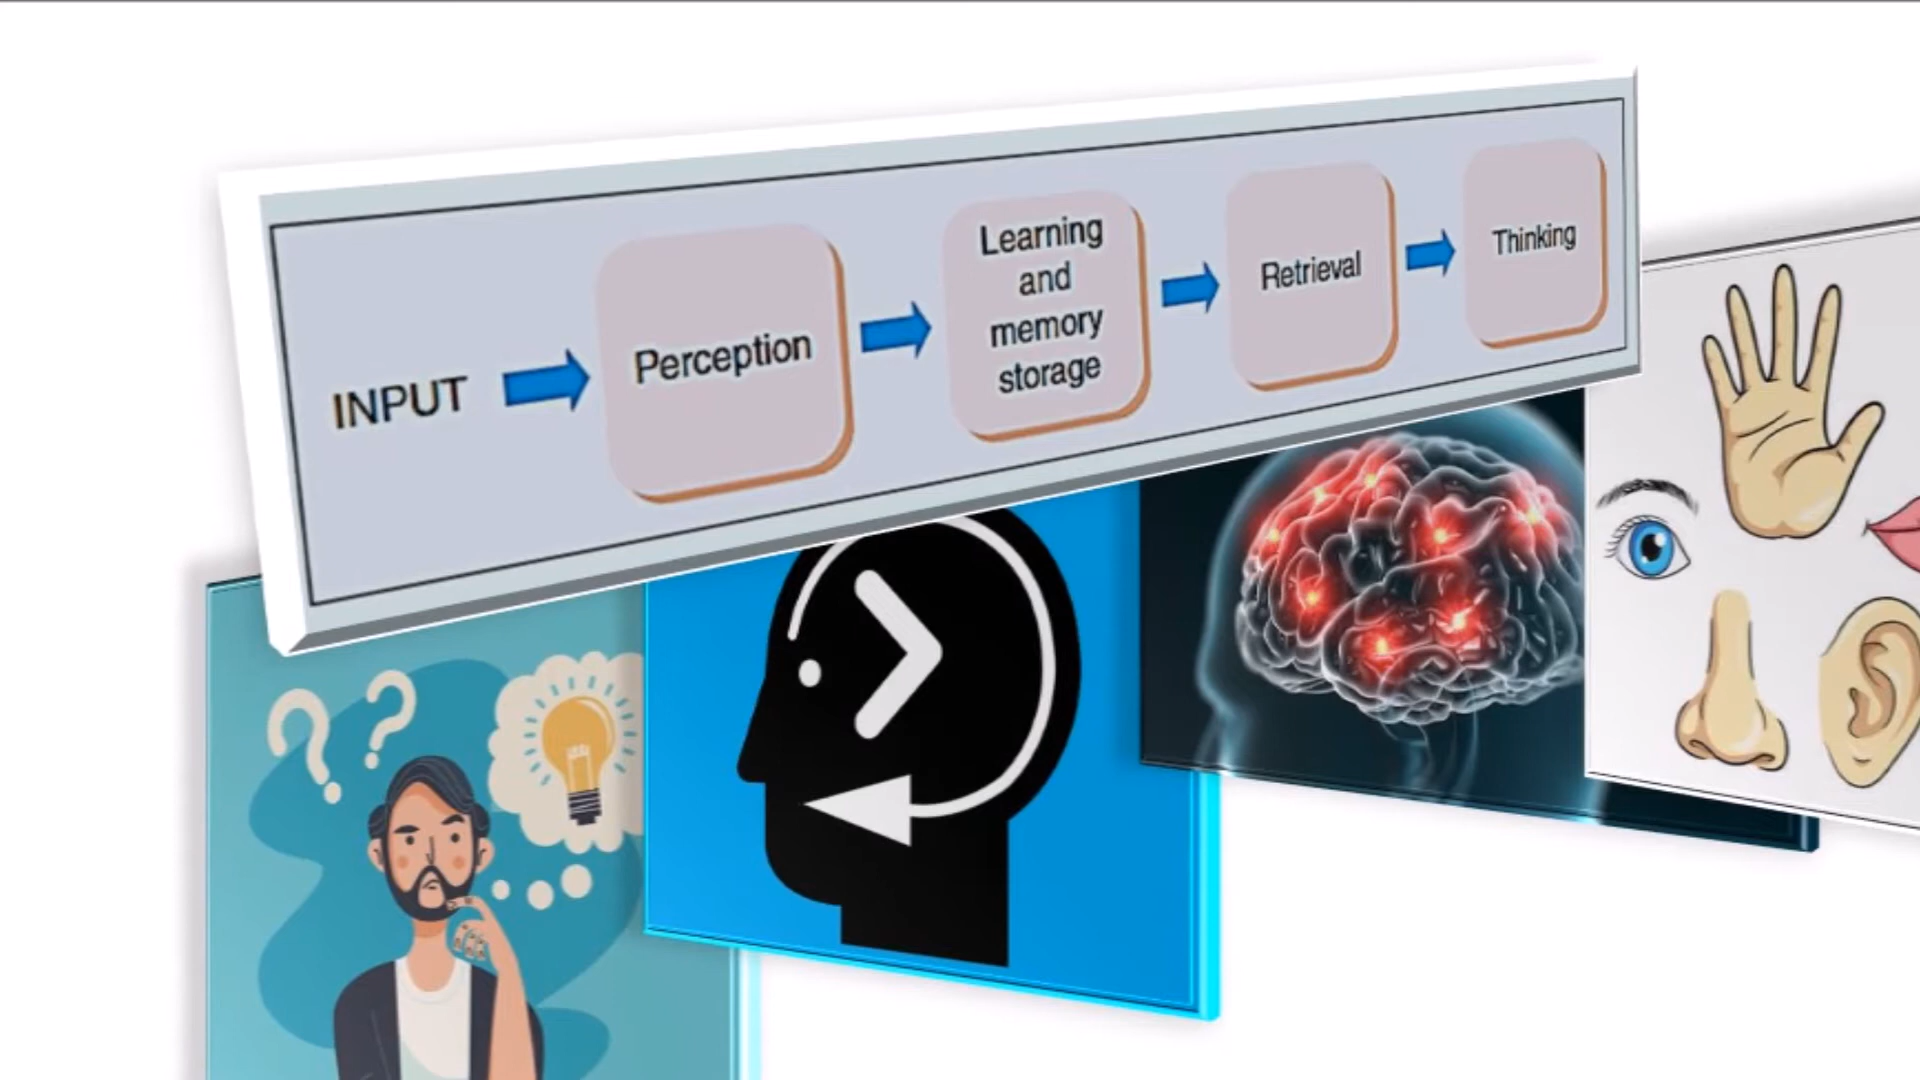 INPUT
Perception
Learning
and
memory
storage
Retrieval
Thinking